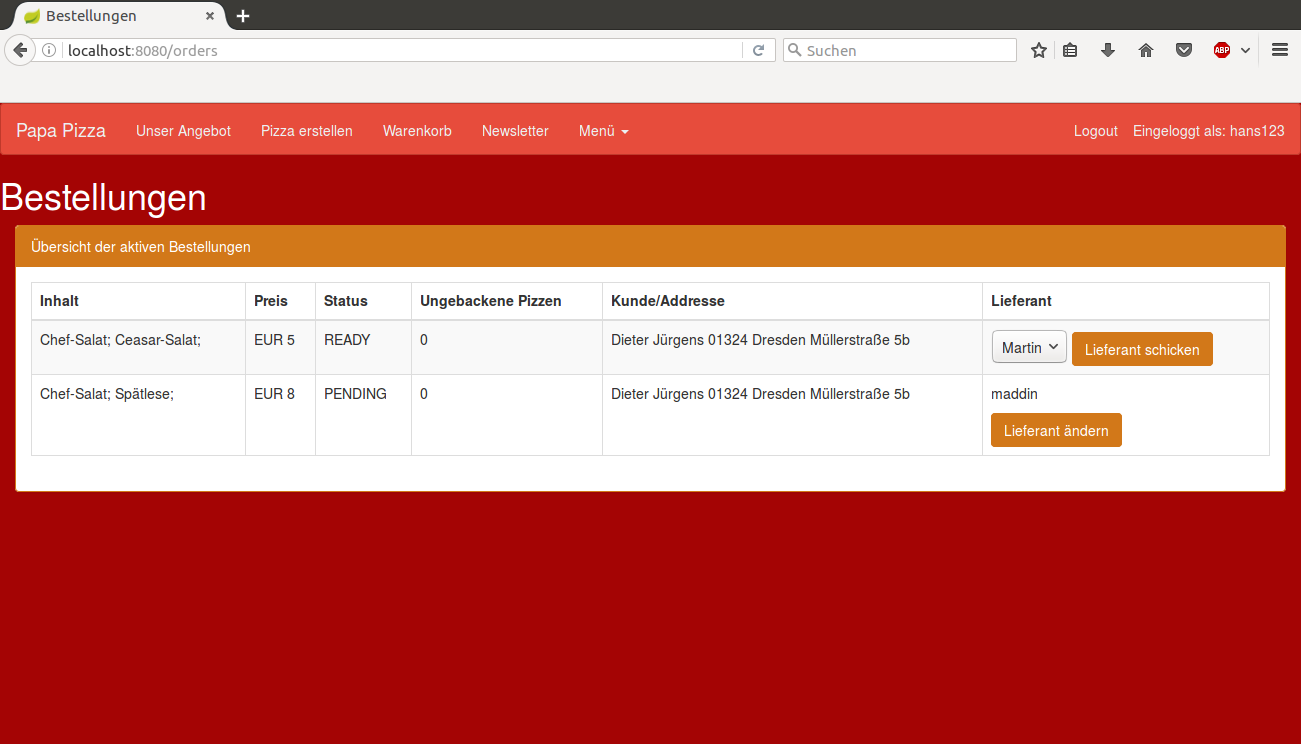 Bestellungen
localhost:8080/orders
Suchen
ABP
Papa Pizza Unser Angebot Pizza erstellen Warenkorb Newsletter Menü Logout Eingeloggt als: hans123
Bestellungen
Übersicht der aktiven Bestellungen
Inhalt Preis Status Ungebackene Pizzen Kunde/Addresse Lieferant
Chef-Salat; Ceasar-Salat; EUR 5 READY 0 Dieter Jürgens 01324 Dresden Müllerstraße 5b Martin Lieferant schicken
Chef-Salat; Spätlese; EUR 8 PENDING 0 Dieter Jürgens 01324 Dresden Müllerstraße 5b maddin
Lieferant ändern